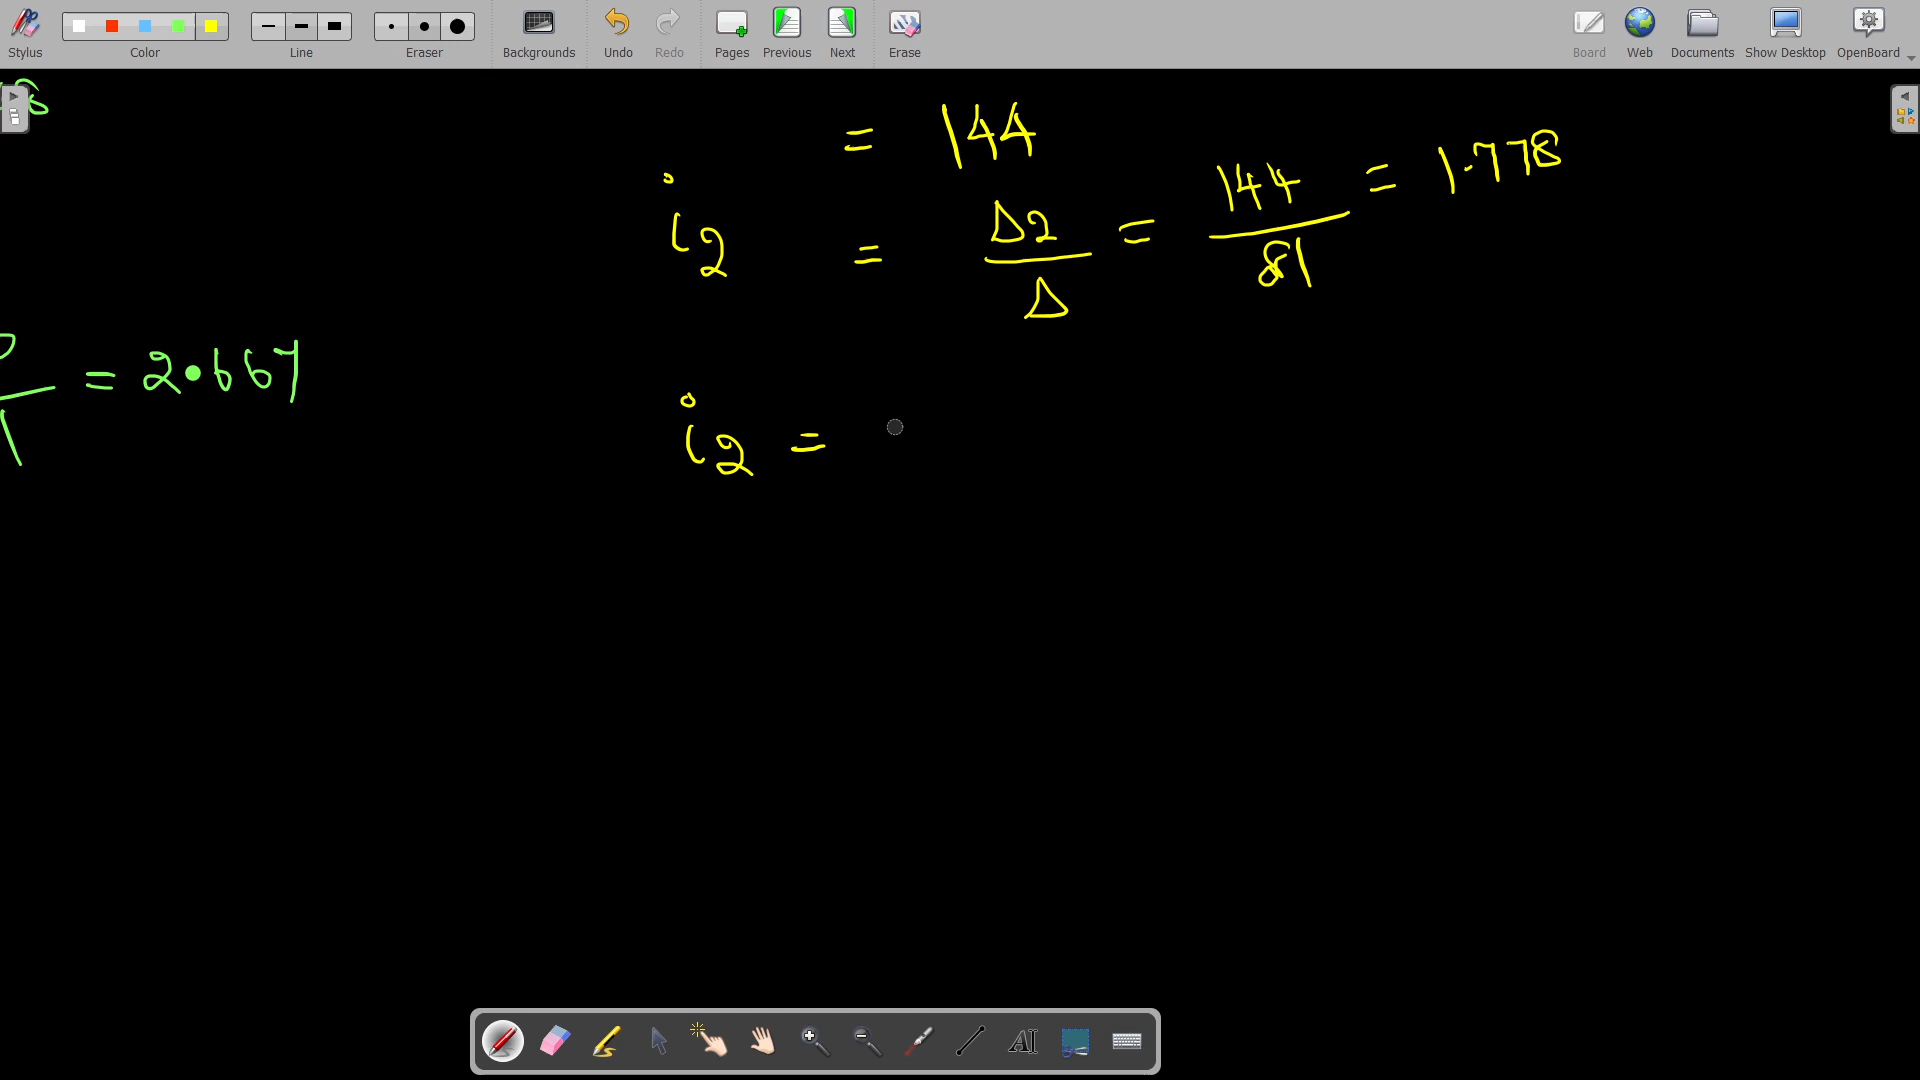 Stylus Color Line Eraser Backgrounds Undo Redo Pages Previous Next Erase Board Web Documents Show Desktop OpenBoard
= 144
i2 = Δ2/Δ = 144/81 = 1.778
= 2.667
i2 =
AI